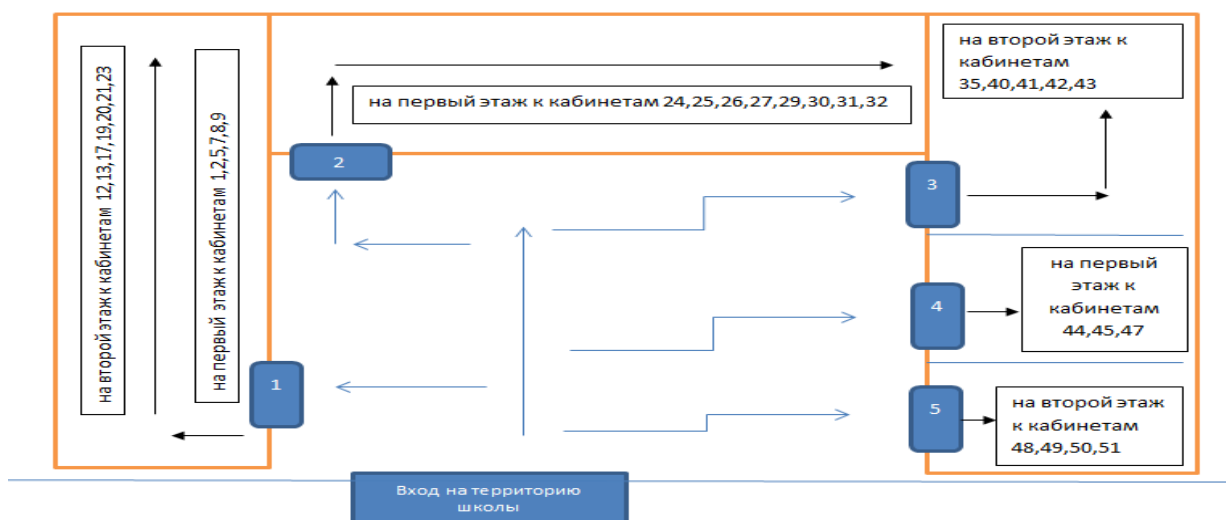 на второй этаж к кабинетам 12,13,17,19,20,21,23
на первый этаж к кабинетам 1,2,5,7,8,9
на первый этаж к кабинетам 24,25,26,27,29,30,31,32
на второй этаж к
кабинетам
35,40,41,42,43
2
3
на первый
этаж к
кабинетам
44,45,47
4
1
5
на второй этаж
к кабинетам
48,49,50,51
Вход на территорию
школы